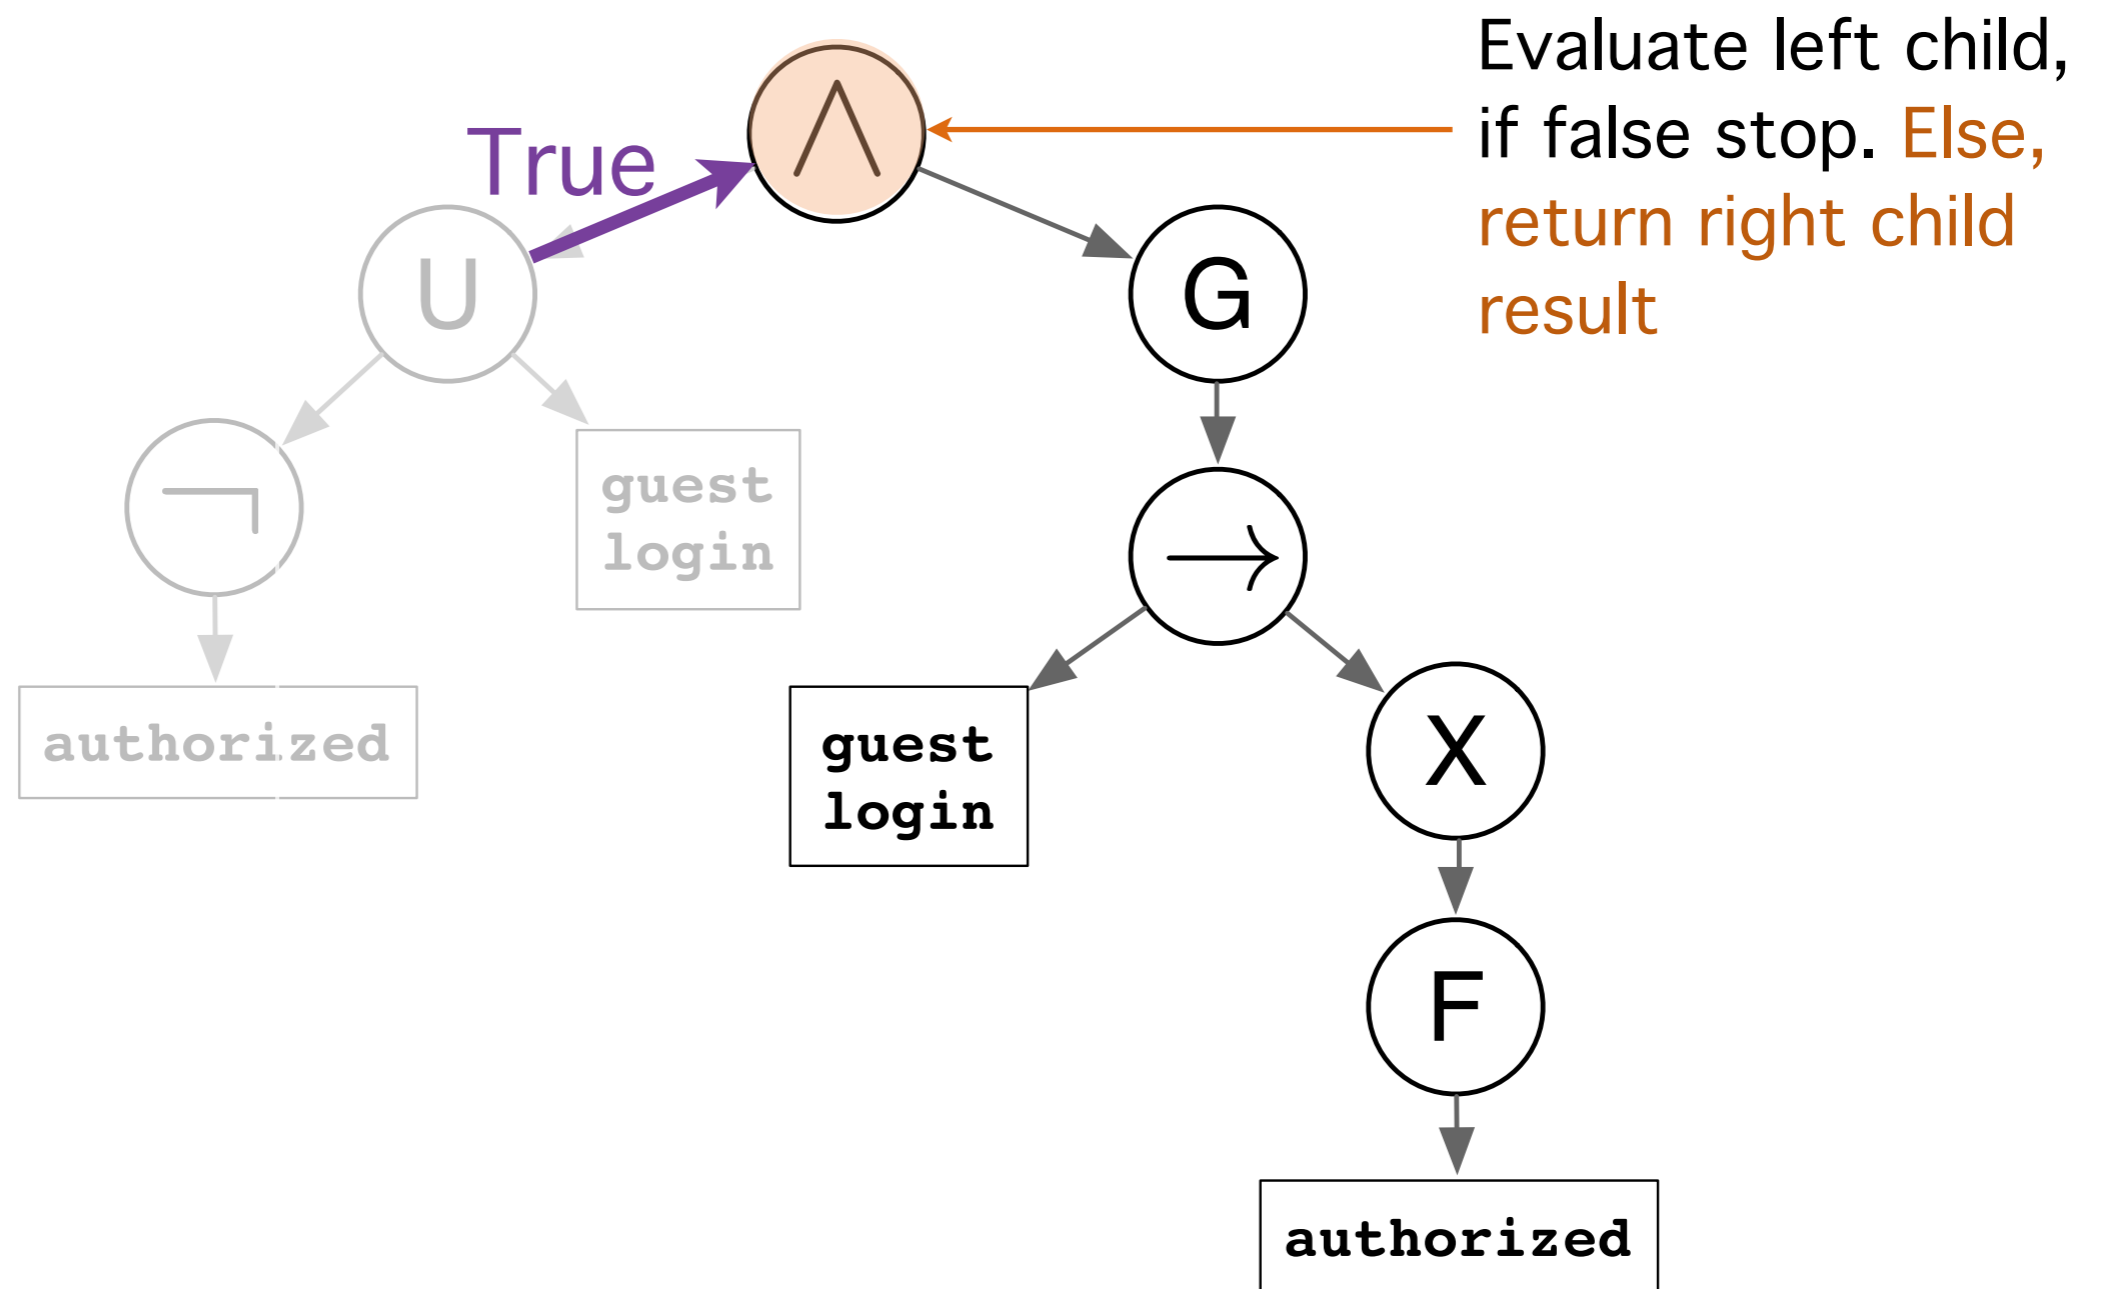 Evaluate left child,
if false stop. Else,
return right child
result
True
∧
U
G
¬
guest
login
→
authorized
guest
login
X
F
authorized